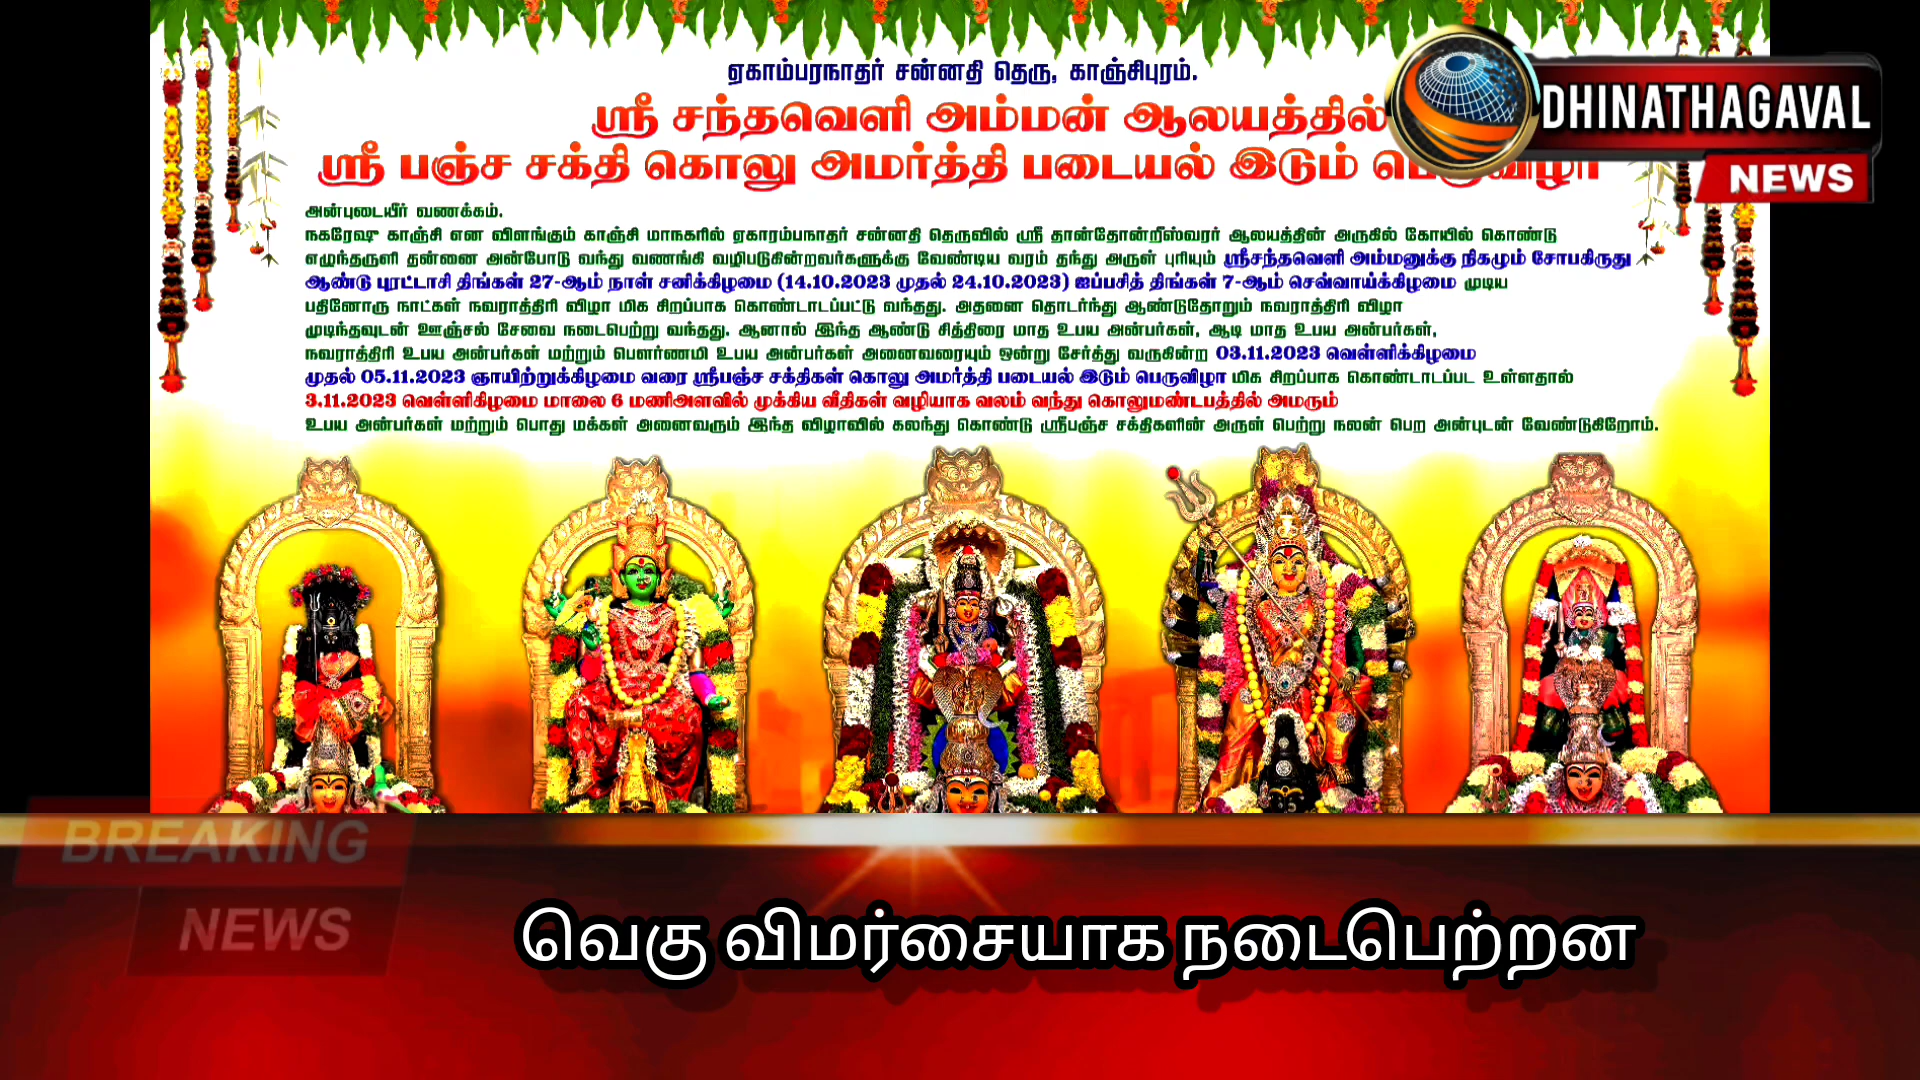 ஏகாம்பரநாதர் சன்னதி தெரு, காஞ்சிபுரம்.
ஸ்ரீ சந்தவெளி அம்மன் ஆலயத்தில்
ஸ்ரீ பஞ்ச சக்தி கொலு அமர்த்தி படையல் இடும் பெருவிழா
DHINATHAGAVAL
NEWS
அன்புடையீர் வணக்கம்.
நகரேஷு காஞ்சி என விளங்கும் காஞ்சி மாநகரில் ஏகாரம்பநாதர் சன்னதி தெருவில் ஸ்ரீ தான்தோன்றீஸ்வரர் ஆலயத்தின் அருகில் கோயில் கொண்டு
எழுந்தருளி தன்னை அன்போடு வந்து வணங்கி வழிபடுகின்றவர்களுக்கு வேண்டிய வரம் தந்து அருள் புரியும் ஸ்ரீசந்தவெளி அம்மனுக்கு நிகழும் சோபகிருது
ஆண்டு புரட்டாசி திங்கள் 27-ஆம் நாள் சனிக்கிழமை (14.10.2023 முதல் 24.10.2023) ஐப்பசித் திங்கள் 7-ஆம் செவ்வாய்க்கிழமை முடிய
பதினோரு நாட்கள் நவராத்திரி விழா மிக சிறப்பாக கொண்டாடப்பட்டு வந்தது. அதனை தொடர்ந்து ஆண்டுதோறும் நவராத்திரி விழா
முடிந்தவுடன் ஊஞ்சல் சேவை நடைபெற்று வந்தது. ஆனால் இந்த ஆண்டு சித்திரை மாத உபய அன்பர்கள், ஆடி மாத உபய அன்பர்கள்,
நவராத்திரி உபய அன்பர்கள் மற்றும் பௌர்ணமி உபய அன்பர்கள் அனைவரையும் ஒன்று சேர்த்து வருகின்ற 03.11.2023 வெள்ளிக்கிழமை
முதல் 05.11.2023 ஞாயிற்றுக்கிழமை வரை ஸ்ரீபஞ்ச சக்திகள் கொலு அமர்த்தி படையல் இடும் பெருவிழா மிக சிறப்பாக கொண்டாடப்பட உள்ளதால்
3.11.2023 வெள்ளிகிழமை மாலை 6 மணிஅளவில் முக்கிய வீதிகள் வழியாக வலம் வந்து கொலுமண்டபத்தில் அமரும்
உபய அன்பர்கள் மற்றும் பொது மக்கள் அனைவரும் இந்த விழாவில் கலந்து கொண்டு ஸ்ரீபஞ்ச சக்திகளின் அருள் பெற்று நலன் பெற அன்புடன் வேண்டுகிறோம்.
BREAKING
NEWS
வெகு விமர்சையாக நடைபெற்றன